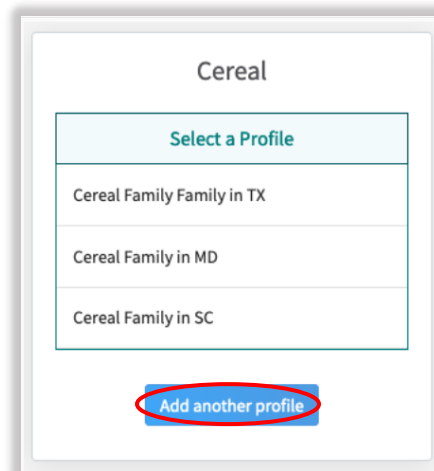 Cereal
Select a Profile
Cereal Family Family in TX
Cereal Family in MD
Cereal Family in SC
Add another profile